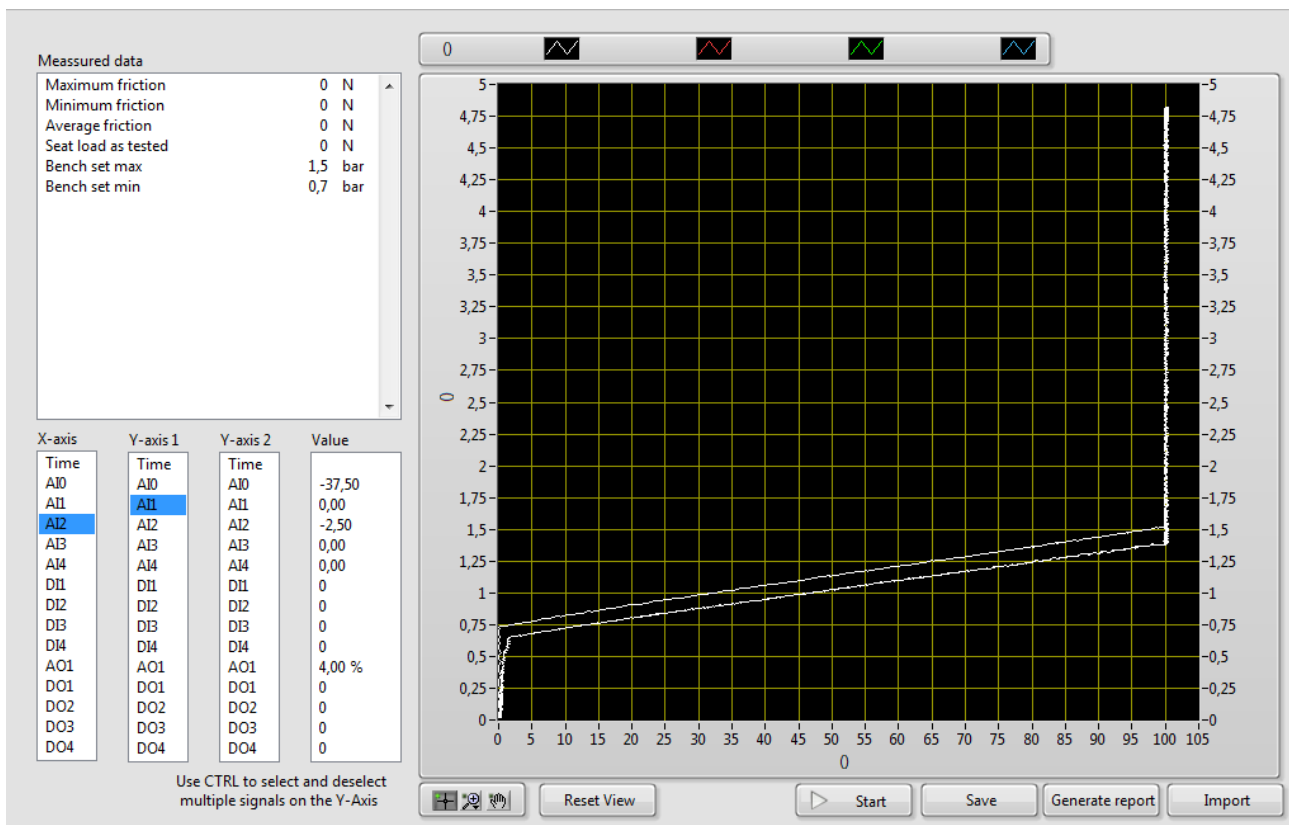 0
Meassured data
Maximum friction 0 N
Minimum friction 0 N
Average friction 0 N
Seat load as tested 0 N
Bench set max 1,5 bar
Bench set min 0,7 bar
X-axis Y-axis 1 Y-axis 2 Value
Time Time Time
AI0 AI0 AI0 -37,50
AI1 AI1 AI1 0,00
AI2 AI2 AI2 -2,50
AI3 AI3 AI3 0,00
AI4 AI4 AI4 0,00
DI1 DI1 DI1 0
DI2 DI2 DI2 0
DI3 DI3 DI3 0
DI4 DI4 DI4 0
AO1 AO1 AO1 4,00 %
DO1 DO1 DO1 0
DO2 DO2 DO2 0
DO3 DO3 DO3 0
DO4 DO4 DO4 0
Use CTRL to select and deselect
multiple signals on the Y-Axis
5 5
4,75 4,75
4,5 4,5
4,25 4,25
4 4
3,75 3,75
3,5 3,5
3,25 3,25
3 3
2,75 2,75
0 2,5 2,5
2,25 2,25
2 2
1,75 1,75
1,5 1,5
1,25 1,25
1 1
0,75 0,75
0,5 0,5
0,25 0,25
0 0
0 5 10 15 20 25 30 35 40 45 50 55 60 65 70 75 80 85 90 95 100 105
0
Reset View Start Save Generate report Import